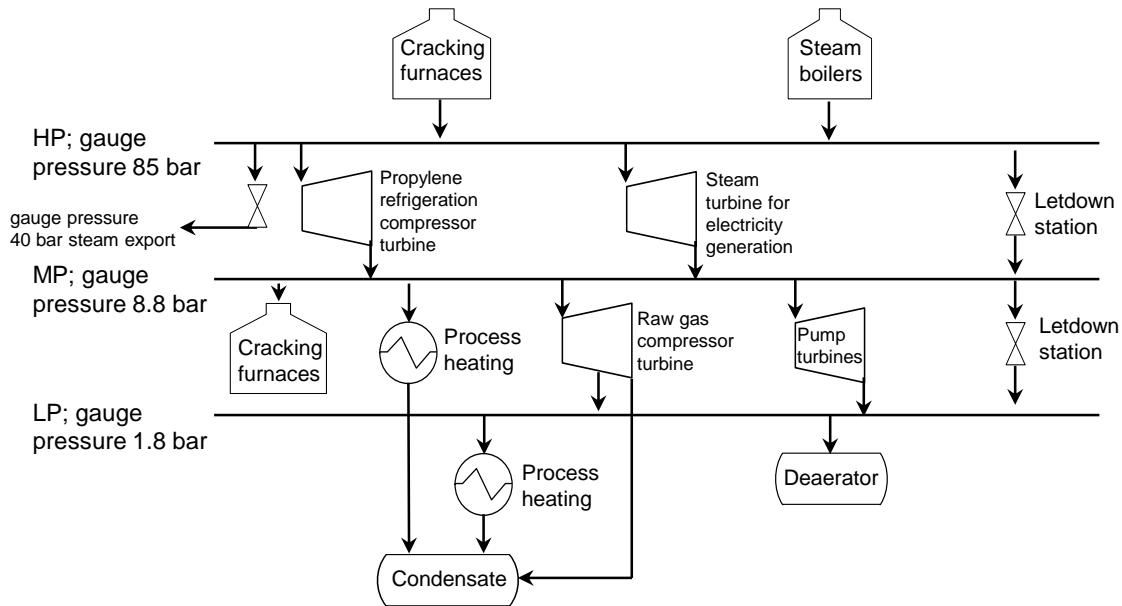 Cracking
furnaces
Steam
boilers
HP; gauge
pressure 85 bar
Propylene
refrigeration
compressor
turbine
Steam
turbine for
electricity
generation
Letdown
station
gauge pressure
40 bar steam export
MP; gauge
pressure 8.8 bar
Cracking
furnaces
Process
heating
Raw gas
compressor
turbine
Pump
turbines
Letdown
station
LP; gauge
pressure 1.8 bar
Process
heating
Deaerator
Condensate